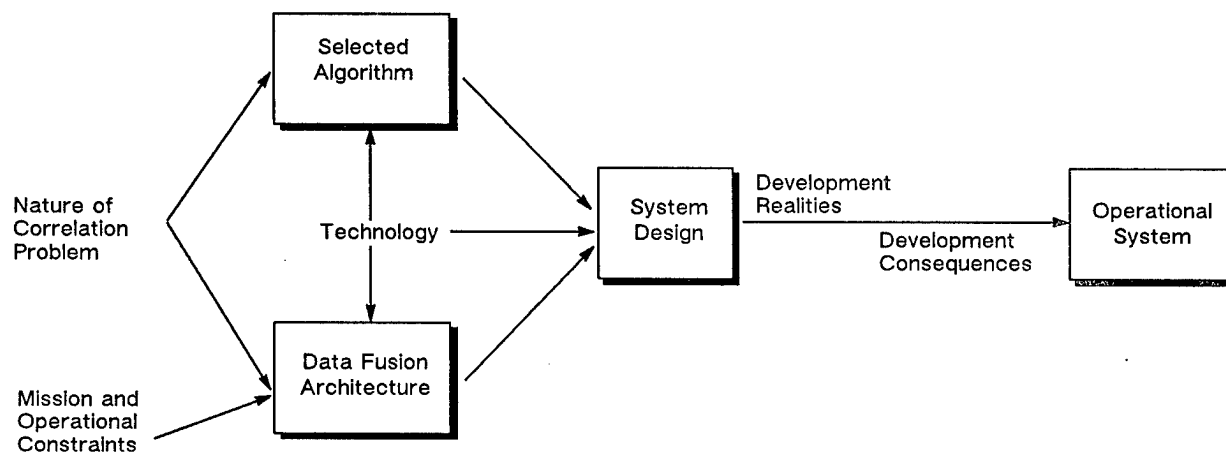 Selected
Algorithm
Nature of
Correlation
Problem
Technology
System
Design
Development
Realities
Development
Consequences
Operational
System
Data Fusion
Architecture
Mission and
Operational
Constraints